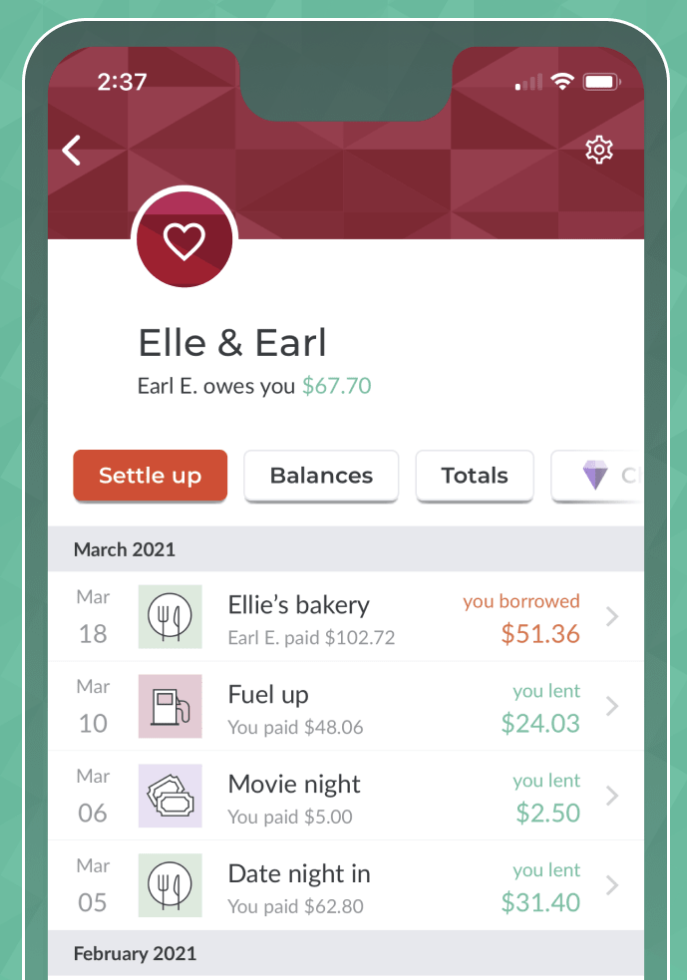 2:37
Elle & Earl
Earl E. owes you $67.70
Settle up Balances Totals
March 2021
Mar 18 Ellie’s bakery you borrowed
Earl E. paid $102.72 $51.36
Mar 10 Fuel up you lent
You paid $48.06 $24.03
Mar 06 Movie night you lent
You paid $5.00 $2.50
Mar 05 Date night in you lent
You paid $62.80 $31.40
February 2021